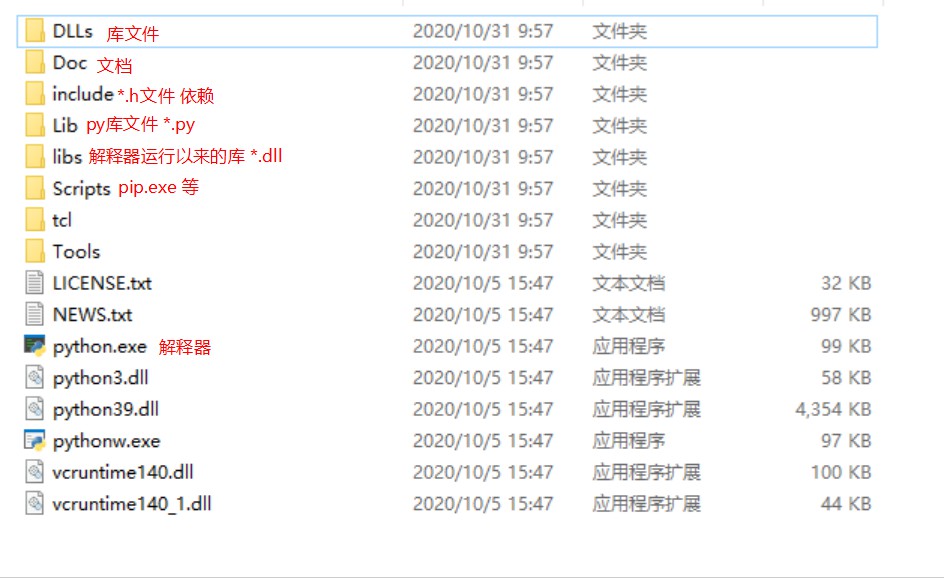 DLLs 库文件 2020/10/31 9:57 文件夹
Doc 文档 2020/10/31 9:57 文件夹
include *.h文件 依赖 2020/10/31 9:57 文件夹
Lib py库文件 *.py 2020/10/31 9:57 文件夹
libs 解释器运行以来的库 *.dll 2020/10/31 9:57 文件夹
Scripts pip.exe 等 2020/10/31 9:57 文件夹
tcl 2020/10/31 9:57 文件夹
Tools 2020/10/31 9:57 文件夹
LICENSE.txt 2020/10/5 15:47 文本文档 32 KB
NEWS.txt 2020/10/5 15:47 文本文档 997 KB
python.exe 解释器 2020/10/5 15:47 应用程序 99 KB
python3.dll 2020/10/5 15:47 应用程序扩展 58 KB
python39.dll 2020/10/5 15:47 应用程序扩展 4,354 KB
pythonw.exe 2020/10/5 15:47 应用程序 97 KB
vcruntime140.dll 2020/10/5 15:47 应用程序扩展 100 KB
vcruntime140_1.dll 2020/10/5 15:47 应用程序扩展 44 KB